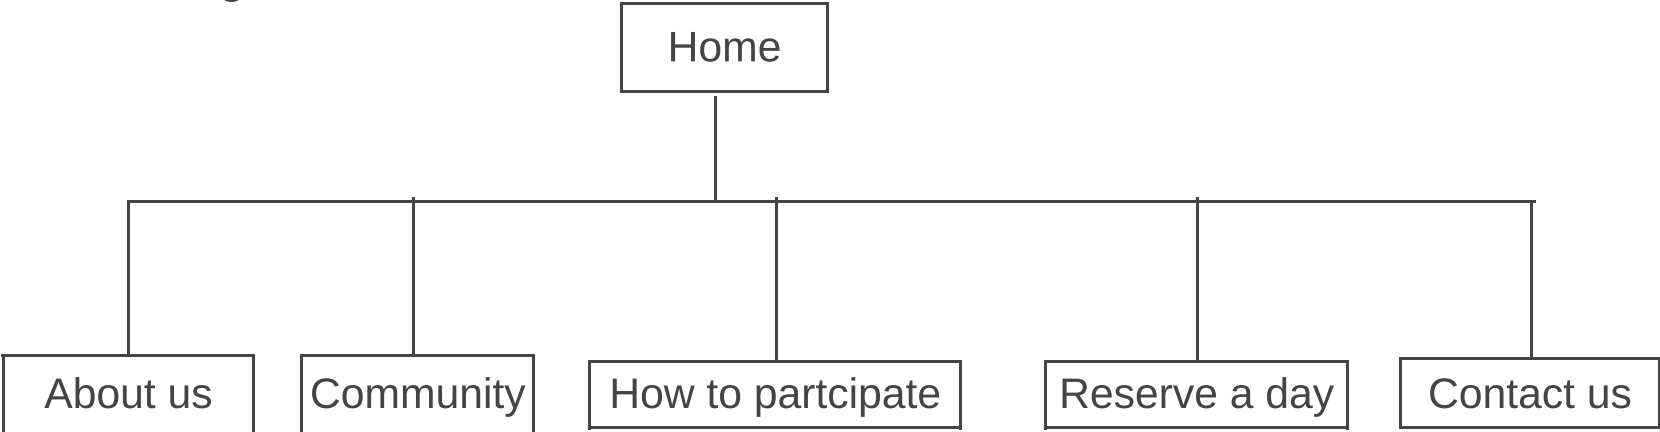 Home
About us
Community
How to partcipate
Reserve a day
Contact us